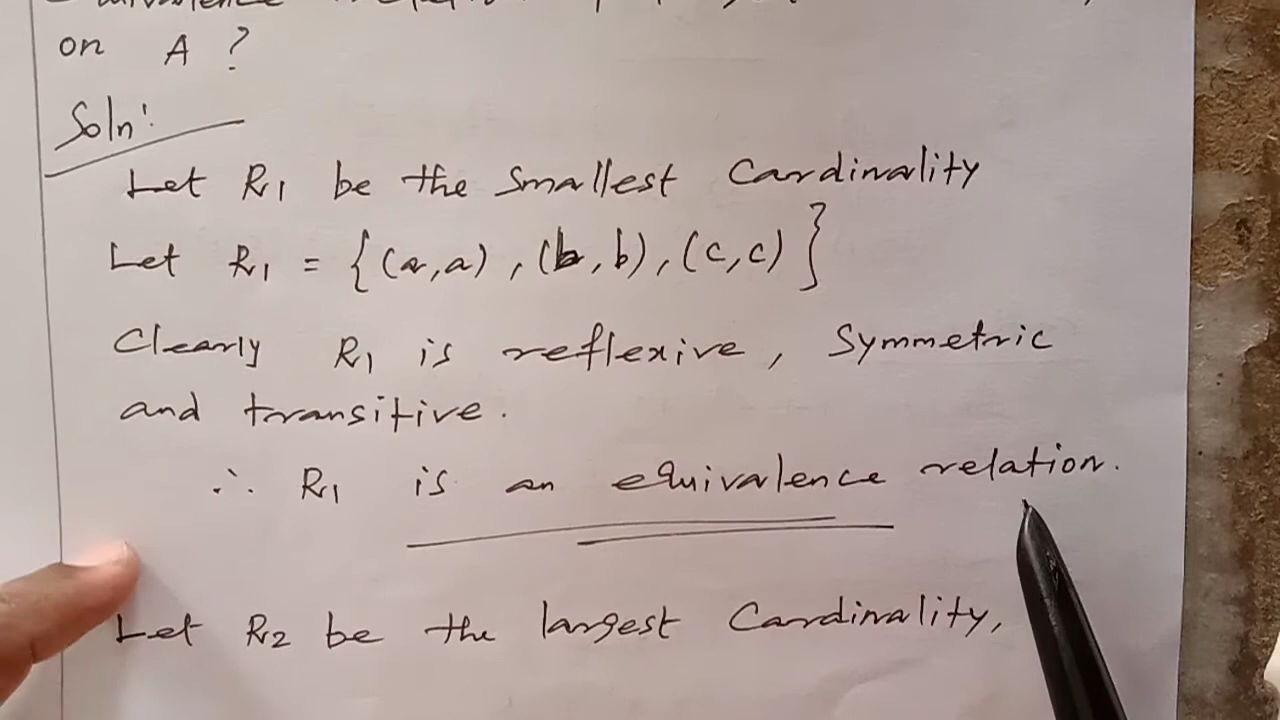 on A ?
Soln:
Let R1 be the smallest Cardinality
Let R1 = {(a,a), (b,b), (c,c)}
Clearly R1 is reflexive, Symmetric
and transitive.
∴ R1 is an equivalence relation.
Let R2 be the largest Cardinality,